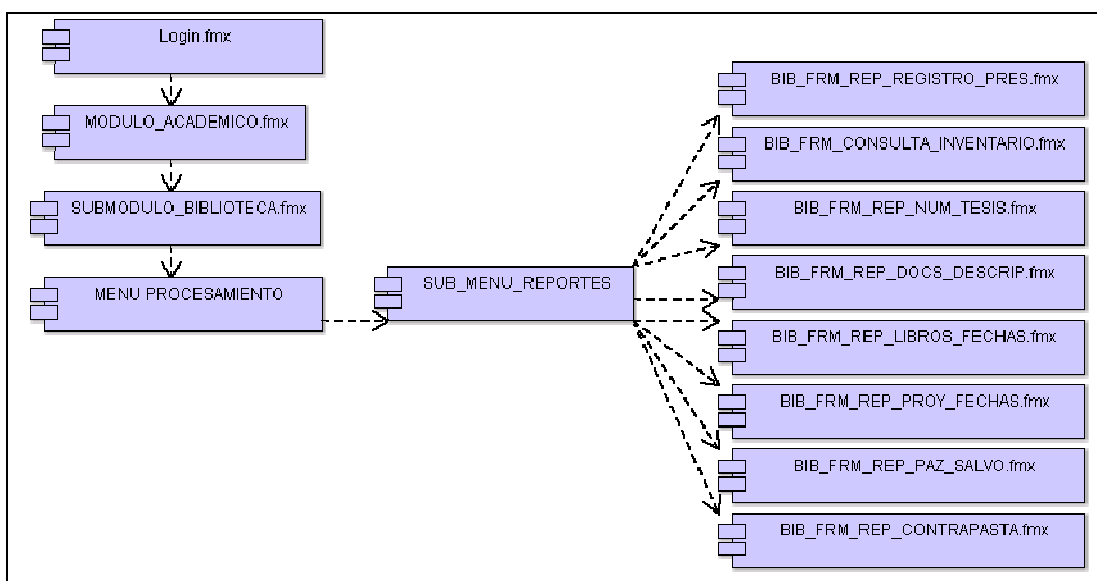 Login.fmx
MODULO_ACADEMICO.fmx
SUBMODULO_BIBLIOTECA.fmx
MENU PROCESAMIENTO
SUB_MENU_REPORTES
BIB_FRM_REP_REGISTRO_PRES.fmx
BIB_FRM_CONSULTA_INVENTARIO.fmx
BIB_FRM_REP_NUM_TESIS.fmx
BIB_FRM_REP_DOCS_DESCRIP.fmx
BIB_FRM_REP_LIBROS_FECHAS.fmx
BIB_FRM_REP_PROY_FECHAS.fmx
BIB_FRM_REP_PAZ_SALVO.fmx
BIB_FRM_REP_CONTRAPASTA.fmx